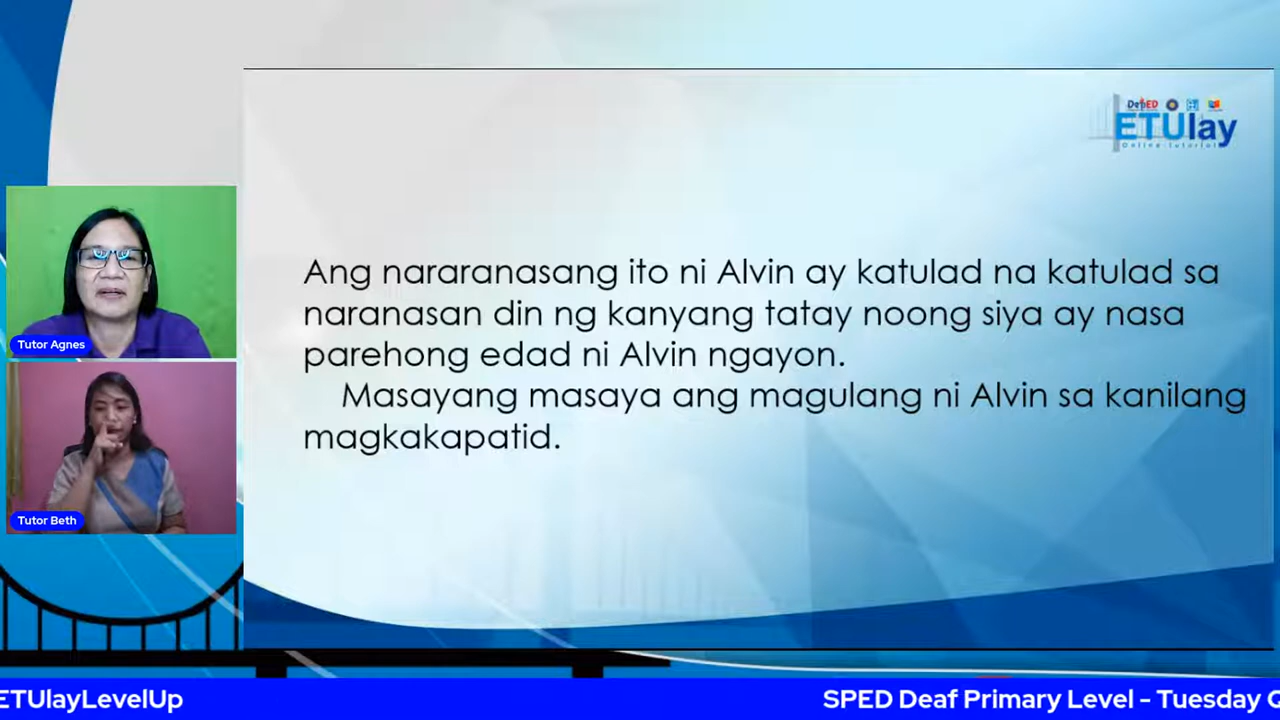 DepED
ETUlay
Online tutorial
Ang nararanasang ito ni Alvin ay katulad na katulad sa
naranasan din ng kanyang tatay noong siya ay nasa
parehong edad ni Alvin ngayon.
Masayang masaya ang magulang ni Alvin sa kanilang
magkakapatid.
Tutor Agnes
Tutor Beth
ETUlayLevelUp
SPED Deaf Primary Level - Tuesday